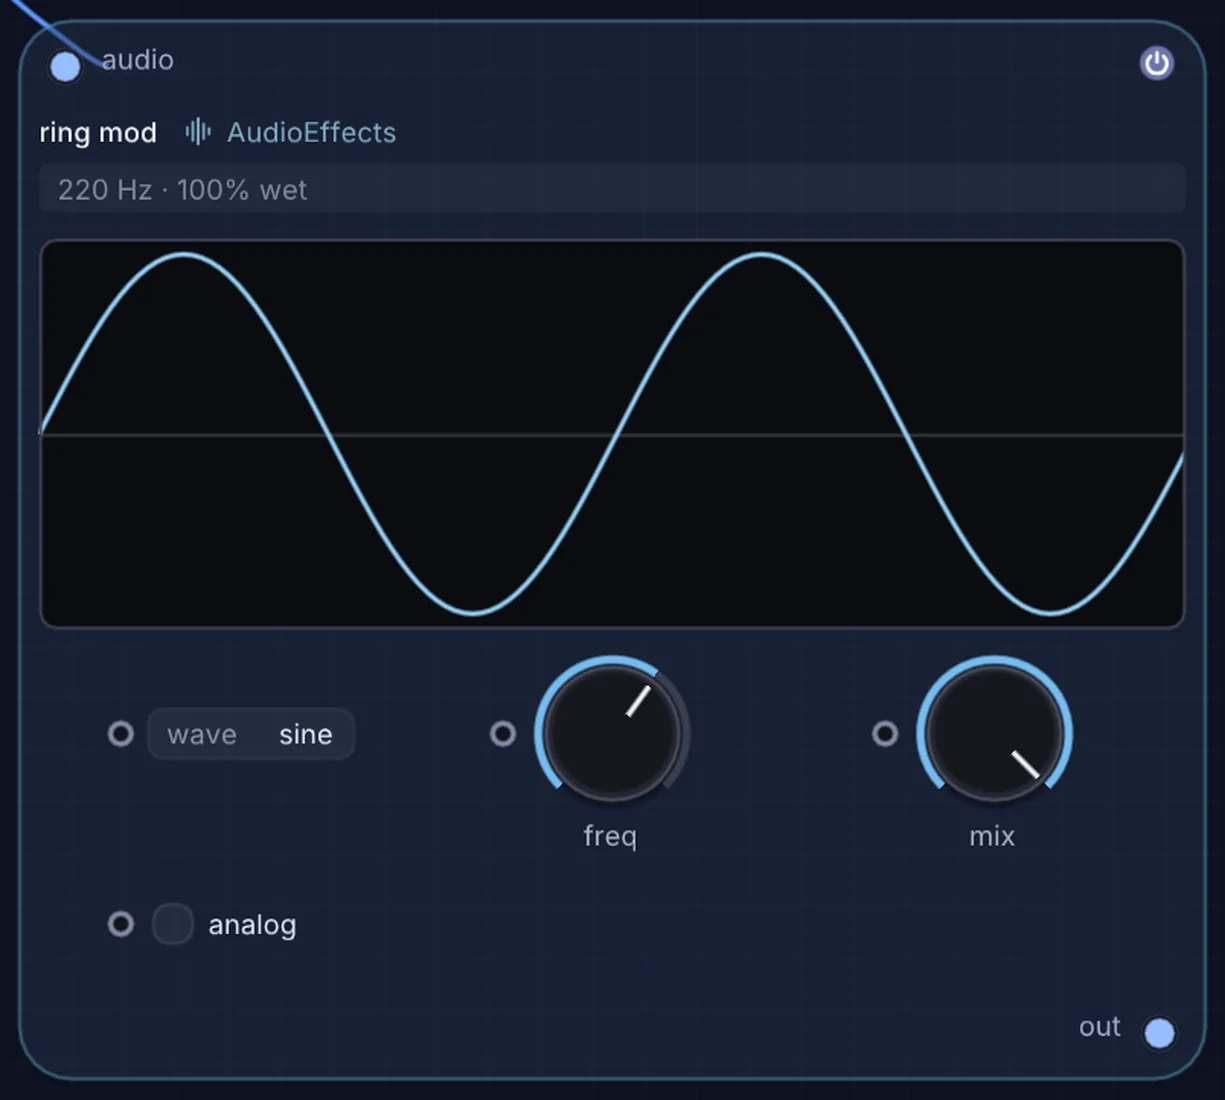 audio
ring mod AudioEffects
220 Hz · 100% wet
wave sine
freq
mix
analog
out